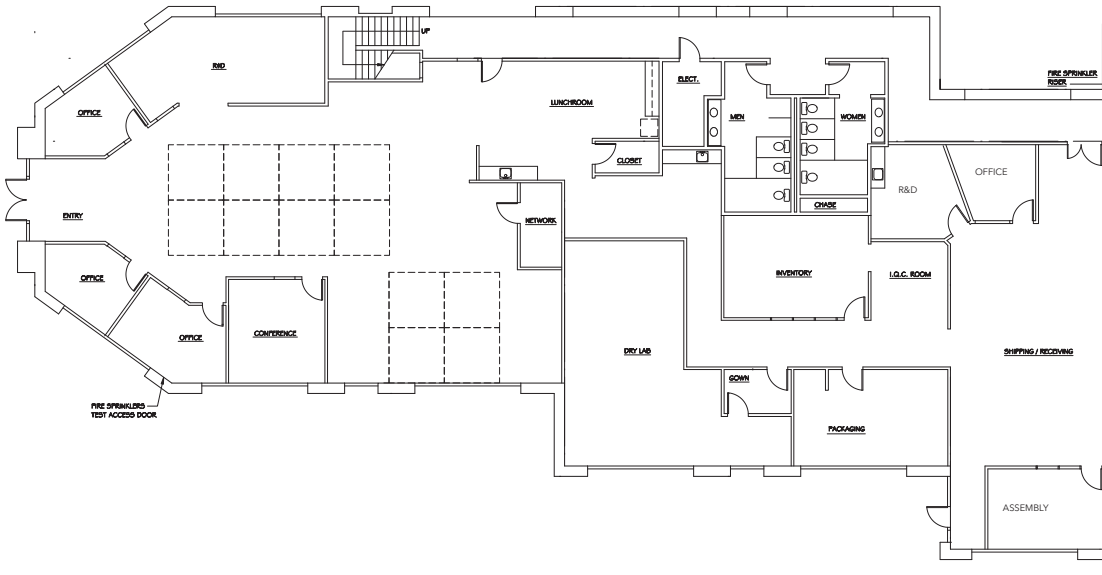 UP
R&D
ELECT.
FIRE SPRINKLER
RISER
OFFICE
LUNCHROOM
MEN
WOMEN
CLOSET
OFFICE
R&D
CHASE
ENTRY
NETWORK
OFFICE
INVENTORY
I.Q.C. ROOM
OFFICE
CONFERENCE
DRY LAB
SHIPPING / RECEIVING
GOWN
FIRE SPRINKLERS
TEST ACCESS DOOR
PACKAGING
ASSEMBLY